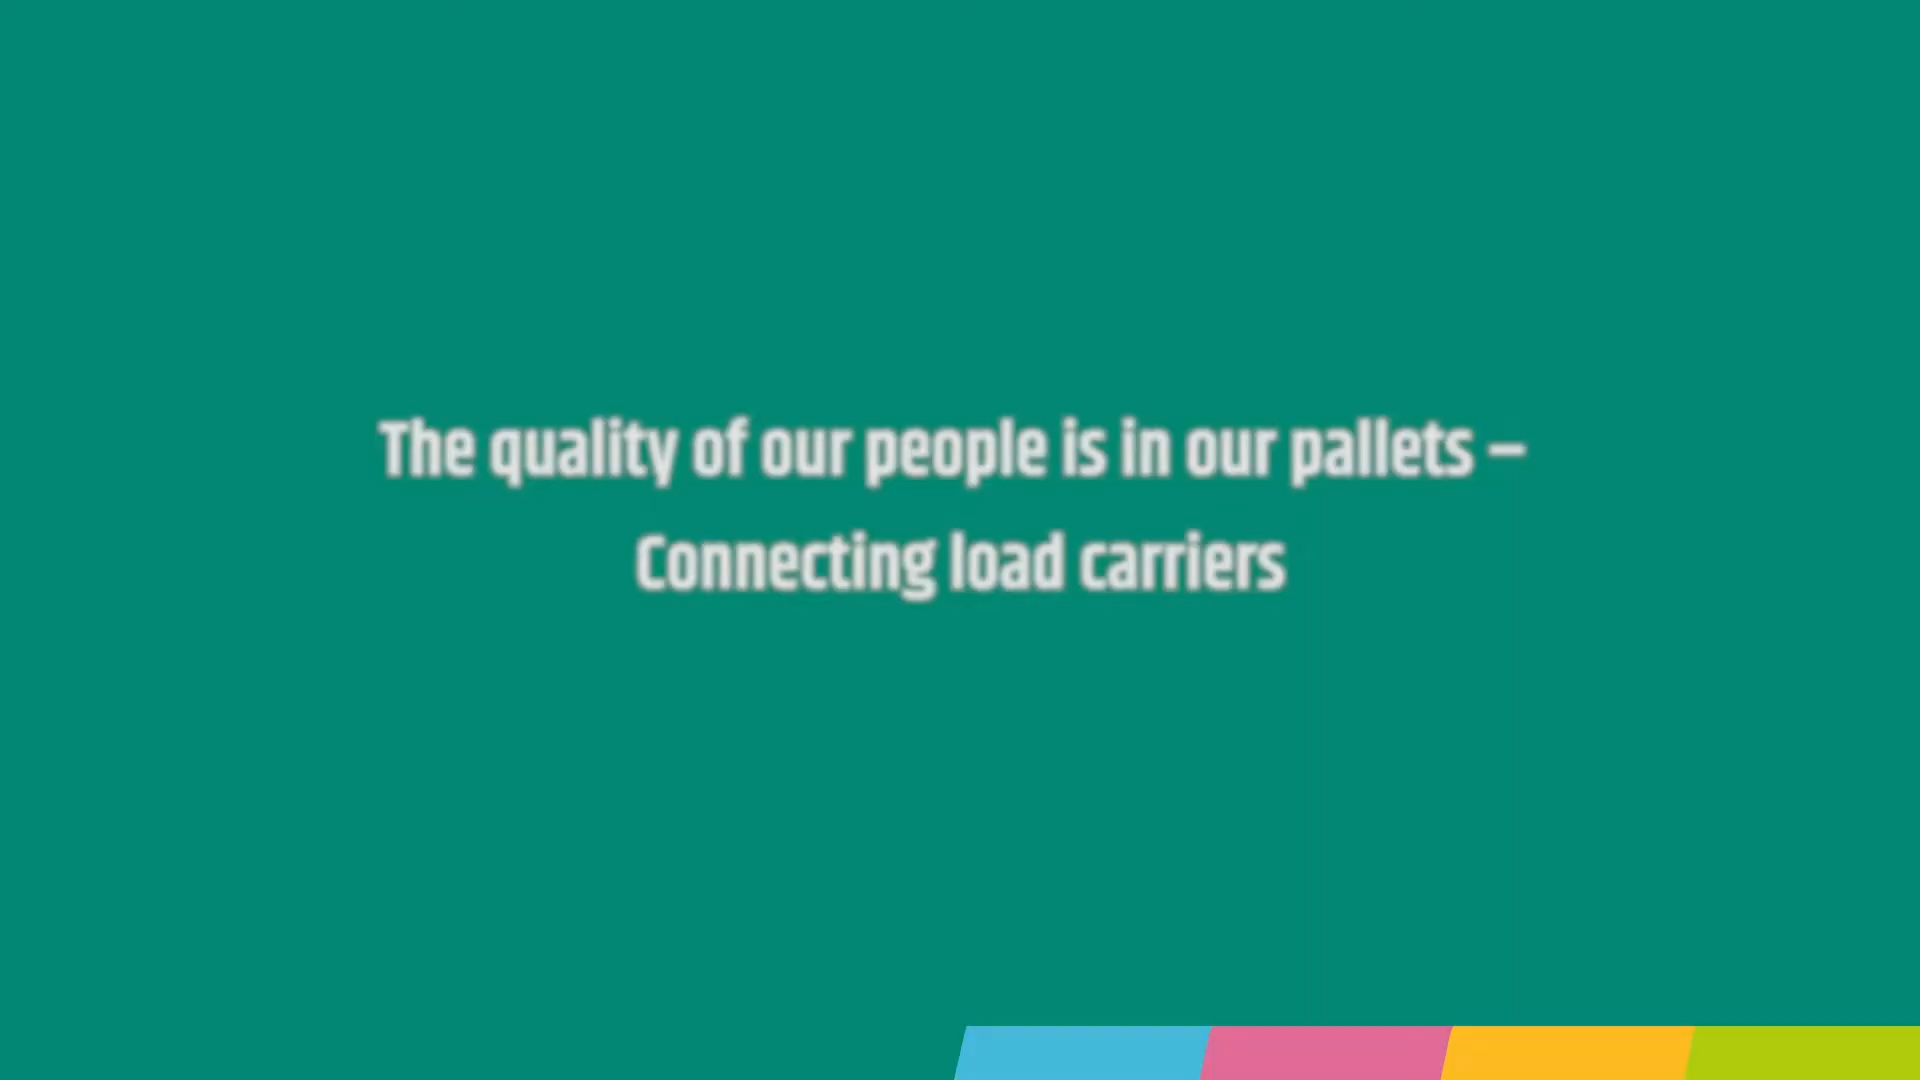 The quality of our people is in our pallets –
Connecting load carriers